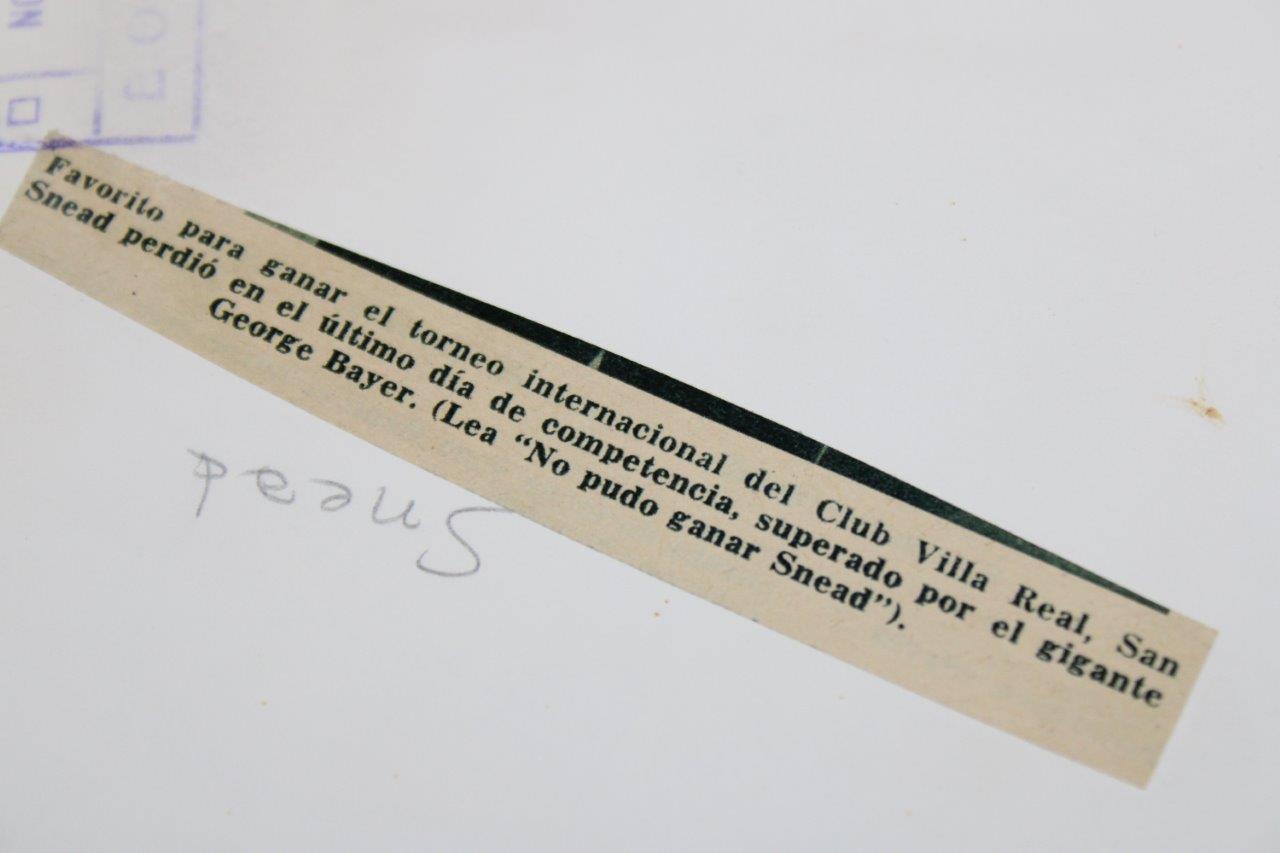 Favorito para ganar el torneo internacional del Club Villa Real, San
Snead perdió en el último día de competencia, superado por el gigante
George Bayer. (Lea “No pudo ganar Snead”).
Snead